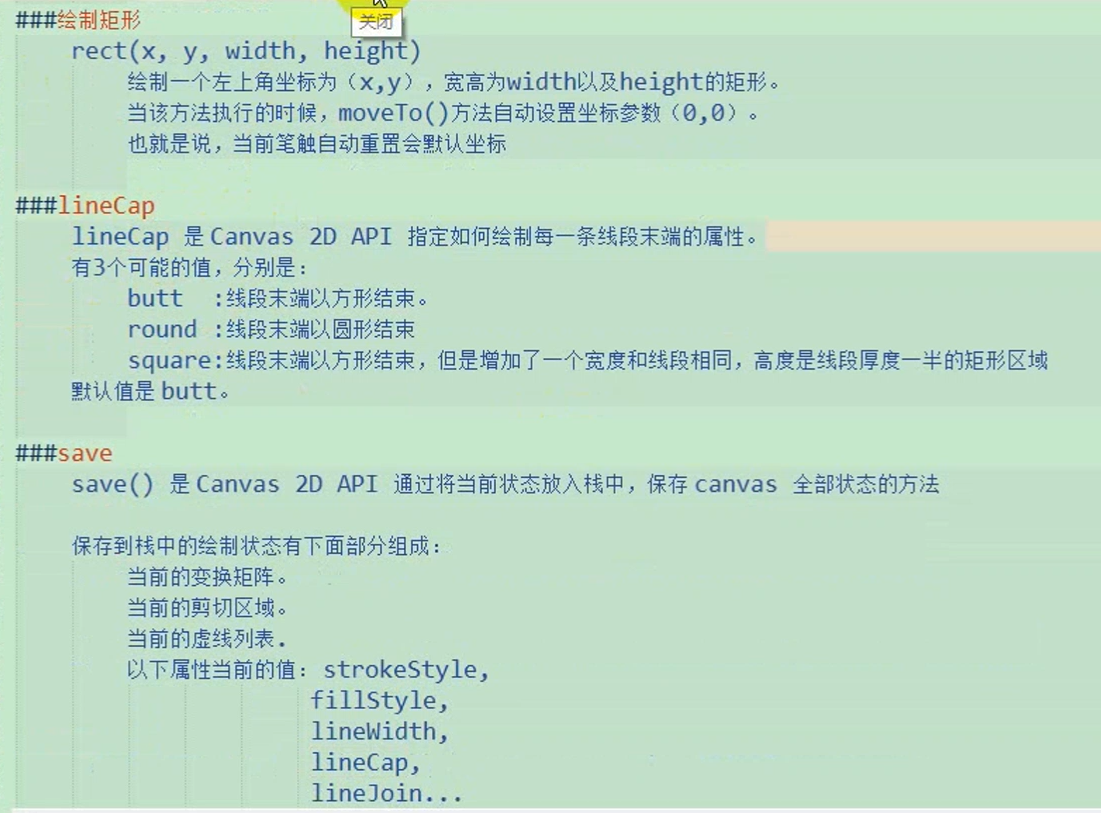 ###绘制矩形
关闭
rect(x, y, width, height)
绘制一个左上角坐标为（x,y），宽高为width以及height的矩形。
当该方法执行的时候，moveTo()方法自动设置坐标参数（0,0）。
也就是说，当前笔触自动重置会默认坐标
###lineCap
lineCap 是Canvas 2D API 指定如何绘制每一条线段末端的属性。
有3个可能的值，分别是：
butt  :线段末端以方形结束。
round :线段末端以圆形结束
square:线段末端以方形结束，但是增加了一个宽度和线段相同，高度是线段厚度一半的矩形区域
默认值是 butt。
###save
save() 是 Canvas 2D API 通过将当前状态放入栈中，保存 canvas 全部状态的方法
保存到栈中的绘制状态有下面部分组成：
当前的变换矩阵。
当前的剪切区域。
当前的虚线列表.
以下属性当前的值： strokeStyle,
fillStyle,
lineWidth,
lineCap,
lineJoin...